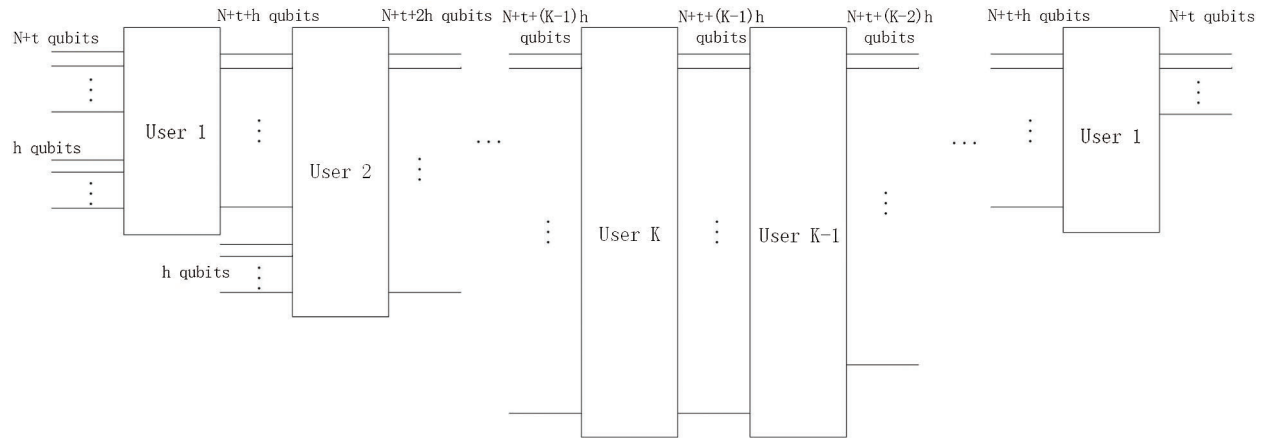 N+t qubits
N+t+h qubits
N+t+2h qubits
N+t+(K-1)h
qubits
N+t+(K-1)h
qubits
N+t+(K-2)h
qubits
N+t+h qubits
N+t qubits
h qubits
User 1
User 2
h qubits
...
User K
User K-1
...
User 1